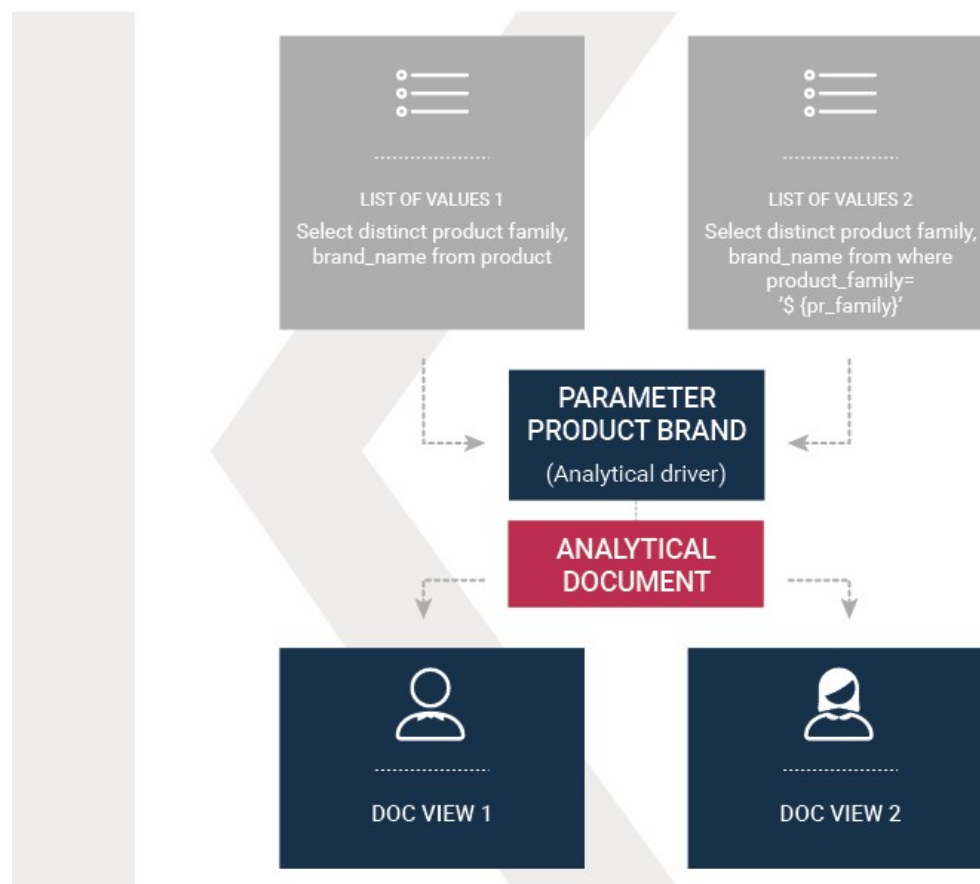 LIST OF VALUES 1
Select distinct product family,
brand_name from product
LIST OF VALUES 2
Select distinct product family,
brand_name from where
product_family=
'$ {pr_family}'
PARAMETER
PRODUCT BRAND
(Analytical driver)
ANALYTICAL
DOCUMENT
DOC VIEW 1
DOC VIEW 2